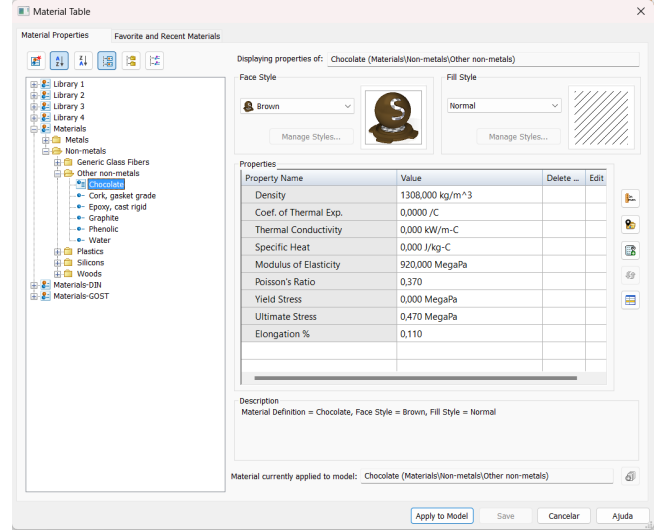 Material Table
Material Properties
Favorite and Recent Materials
Displaying properties of: Chocolate (Materials\Non-metals\Other non-metals)
Library 1
Library 2
Library 3
Library 4
Materials
Metals
Non-metals
Generic Glass Fibers
Other non-metals
Chocolate
Cork, gasket grade
Epoxy, cast rigid
Graphite
Phenolic
Water
Plastics
Silicons
Woods
Materials-DIN
Materials-GOST
Face Style
Brown
Manage Styles...
Fill Style
Normal
Manage Styles...
Properties
Property Name Value Delete ... Edit
Density 1308,000 kg/m^3
Coef. of Thermal Exp. 0,0000 /C
Thermal Conductivity 0,000 kW/m-C
Specific Heat 0,000 J/kg-C
Modulus of Elasticity 920,000 MegaPa
Poisson's Ratio 0,370
Yield Stress 0,000 MegaPa
Ultimate Stress 0,470 MegaPa
Elongation % 0,110
Description
Material Definition = Chocolate, Face Style = Brown, Fill Style = Normal
Material currently applied to model: Chocolate (Materials\Non-metals\Other non-metals)
Apply to Model Save Cancelar Ajuda